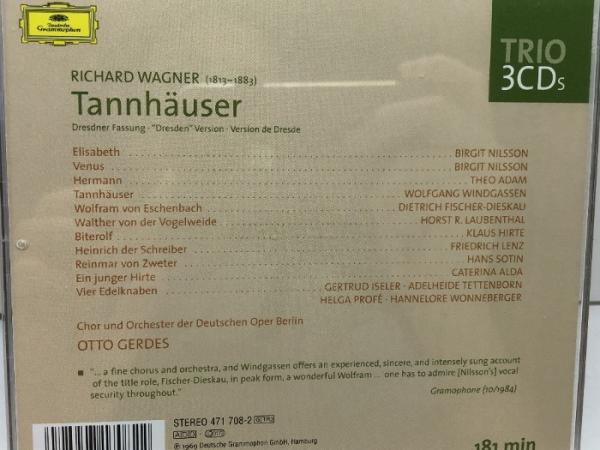 Deutsche
Grammophon
TRIO
3CDs
RICHARD WAGNER (1813–1883)
Tannhäuser
Dresdner Fassung · "Dresden" Version · Version de Dresde
Elisabeth BIRGIT NILSSON
Venus BIRGIT NILSSON
Hermann THEO ADAM
Tannhäuser WOLFGANG WINDGASSEN
Wolfram von Eschenbach DIETRICH FISCHER-DIESKAU
Walther von der Vogelweide HORST R. LAUBENTHAL
Biterolf KLAUS HIRTE
Heinrich der Schreiber FRIEDRICH LENZ
Reinmar von Zweter HANS SOTIN
Ein junger Hirte CATERINA ALDA
Vier Edelknaben GERTRUD ISELER · ADELHEIDE TETTENBORN
HELGA PROFÉ · HANNELORE WONNEBERGER
Chor und Orchester der Deutschen Oper Berlin
OTTO GERDES
■ "... a fine chorus and orchestra, and Windgassen offers an experienced, sincere, and intensely sung account
of the title role, Fischer-Dieskau, in peak form, a wonderful Wolfram ... one has to admire [Nilsson's] vocal
security throughout."
Gramophone (10/1984)
STEREO 471 708-2 GTR3
ADD
℗ 1969 Deutsche Grammophon GmbH, Hamburg
181 min